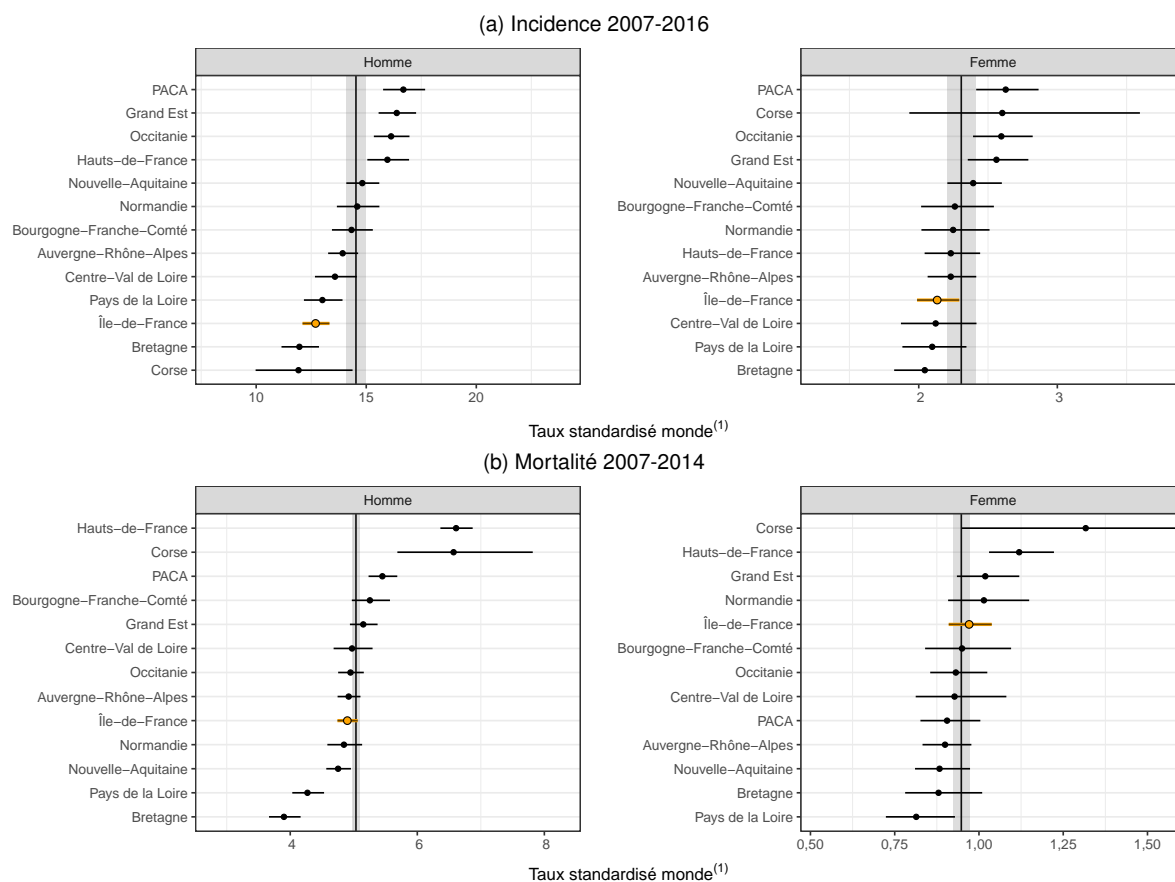 (a) Incidence 2007-2016
Homme
PACA
Grand Est
Occitanie
Hauts−de−France
Nouvelle−Aquitaine
Normandie
Bourgogne−Franche−Comté
Auvergne−Rhône−Alpes
Centre−Val de Loire
Pays de la Loire
Île−de−France
Bretagne
Corse
10 15 20
Femme
PACA
Corse
Occitanie
Grand Est
Nouvelle−Aquitaine
Bourgogne−Franche−Comté
Normandie
Hauts−de−France
Auvergne−Rhône−Alpes
Île−de−France
Centre−Val de Loire
Pays de la Loire
Bretagne
2 3
Taux standardisé monde(1)
(b) Mortalité 2007-2014
Homme
Hauts−de−France
Corse
PACA
Bourgogne−Franche−Comté
Grand Est
Centre−Val de Loire
Occitanie
Auvergne−Rhône−Alpes
Île−de−France
Normandie
Nouvelle−Aquitaine
Pays de la Loire
Bretagne
4 6 8
Femme
Corse
Hauts−de−France
Grand Est
Normandie
Île−de−France
Bourgogne−Franche−Comté
Occitanie
Centre−Val de Loire
PACA
Auvergne−Rhône−Alpes
Nouvelle−Aquitaine
Bretagne
Pays de la Loire
0,50 0,75 1,00 1,25 1,50
Taux standardisé monde(1)